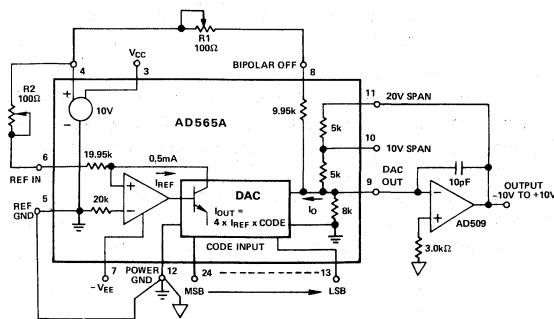 R1
100Ω
VCC
4
3
BIPOLAR OFF
8
R2
100Ω
+
10V
–
AD565A
9.95k
11
20V SPAN
5k
10
10V SPAN
5k
6
REF IN
19.95k
0,5mA
IREF
+
–
20k
5
REF
GND
DAC
IOUT =
4 x IREF x CODE
CODE INPUT
IO
8k
9
DAC
OUT
10pF
–
+
AD509
OUTPUT
–10V TO +10V
3.0kΩ
7
–VEE
POWER
GND
12
24
MSB
13
LSB